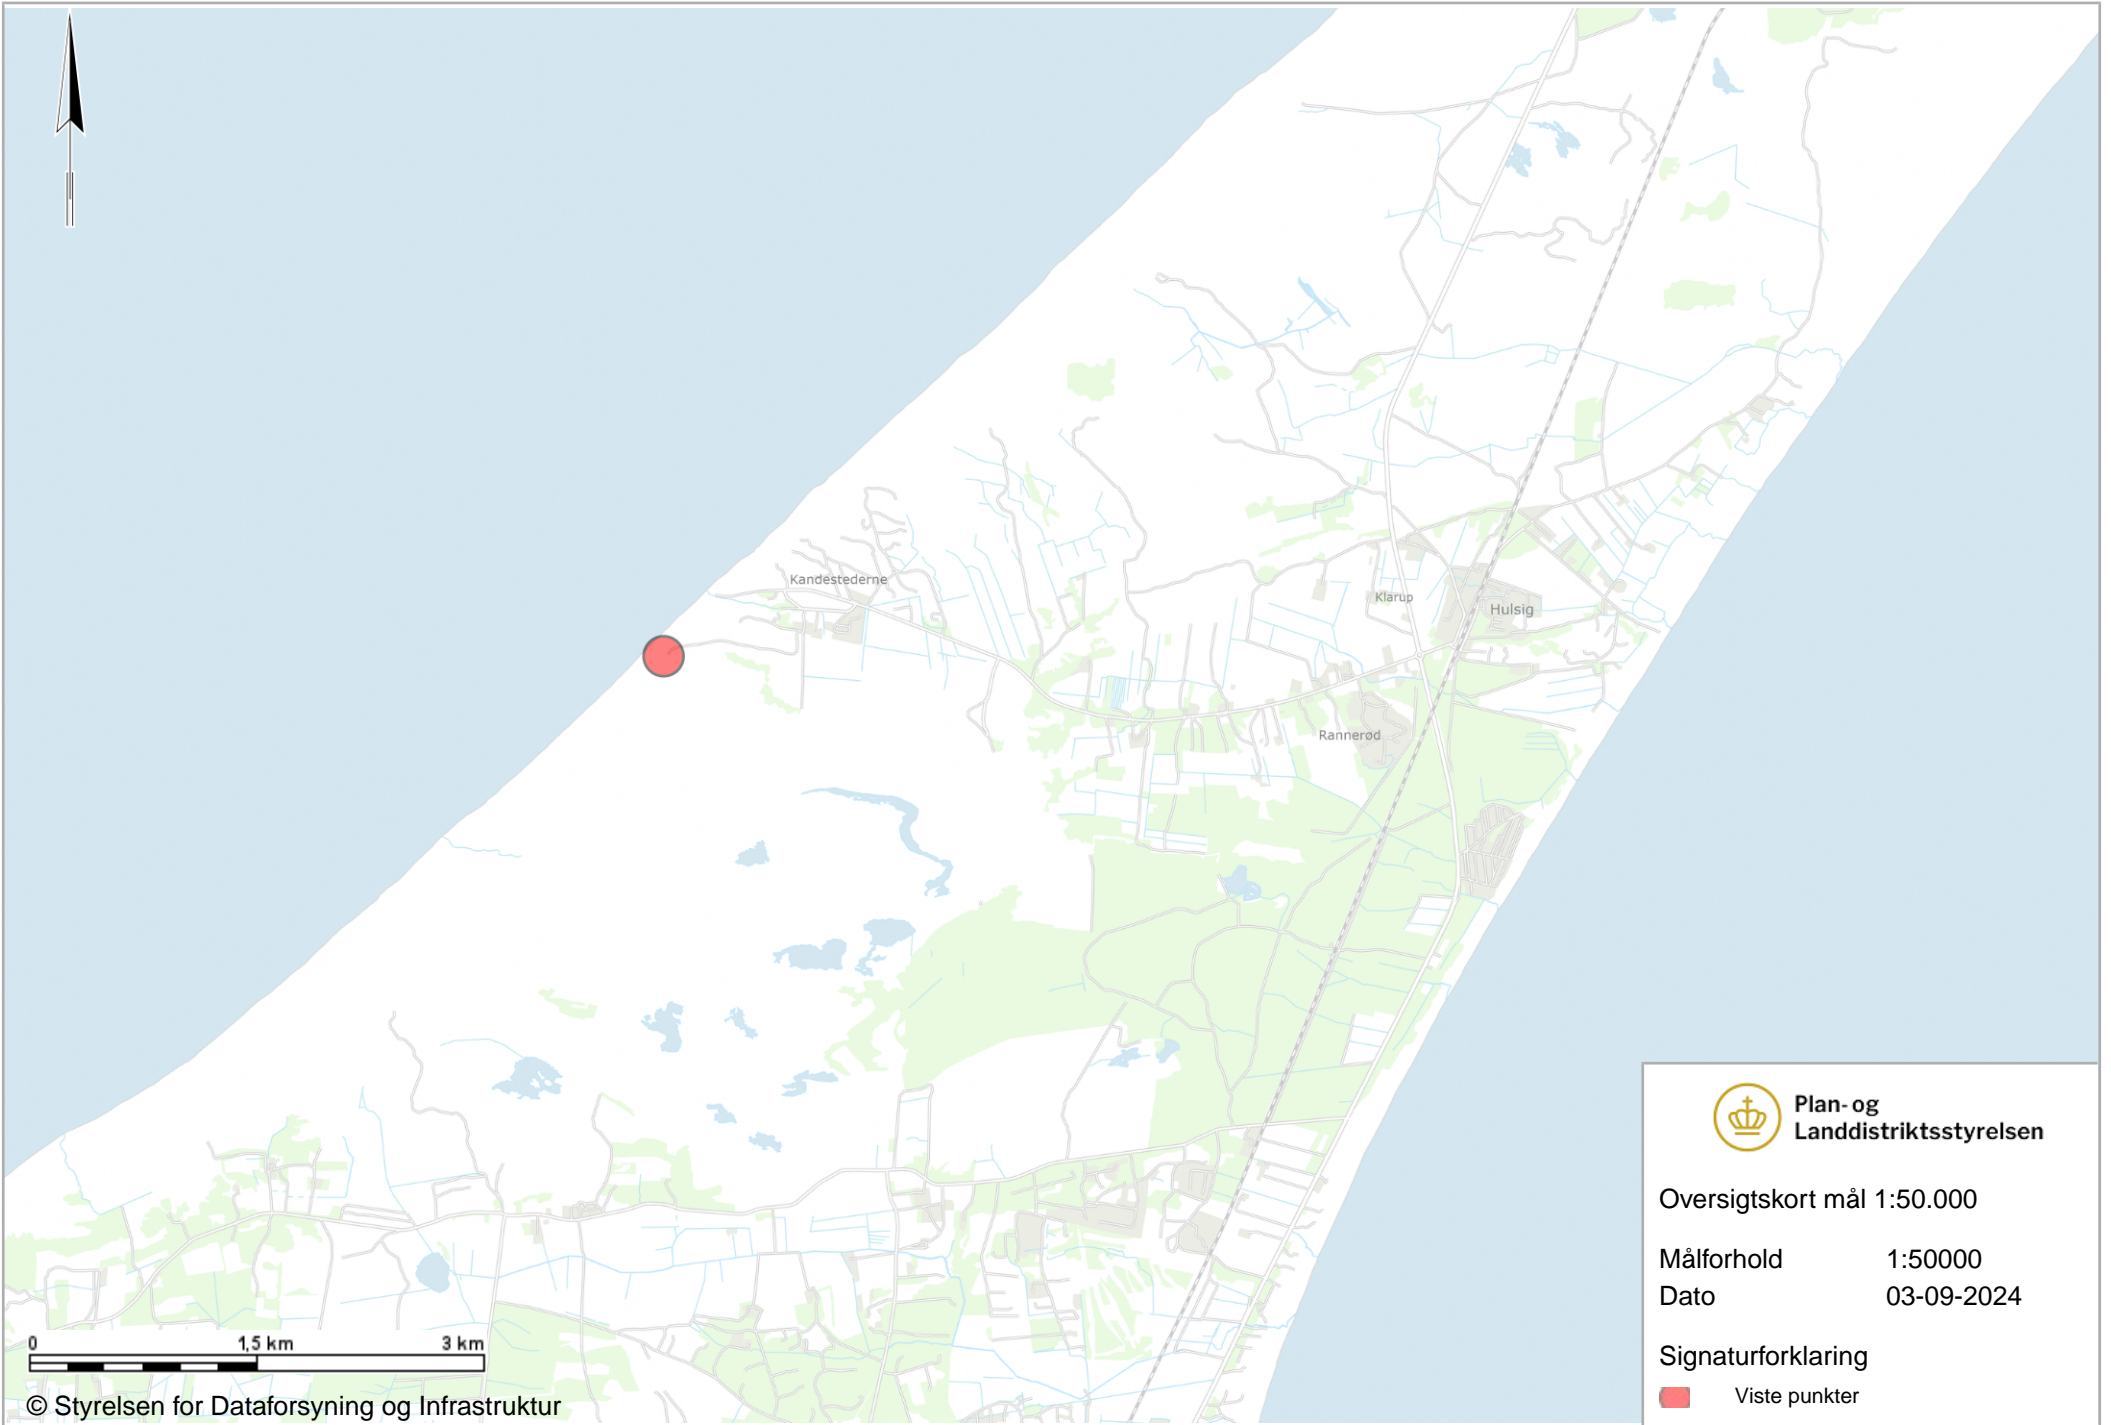 Kandestederne
Klarup
Hulsig
Rannerød
Plan- og
Landdistriktsstyrelsen
Oversigtskort mål 1:50.000
Målforhold 1:50000
Dato 03-09-2024
Signaturforklaring
Viste punkter
0 1,5 km 3 km
© Styrelsen for Dataforsyning og Infrastruktur